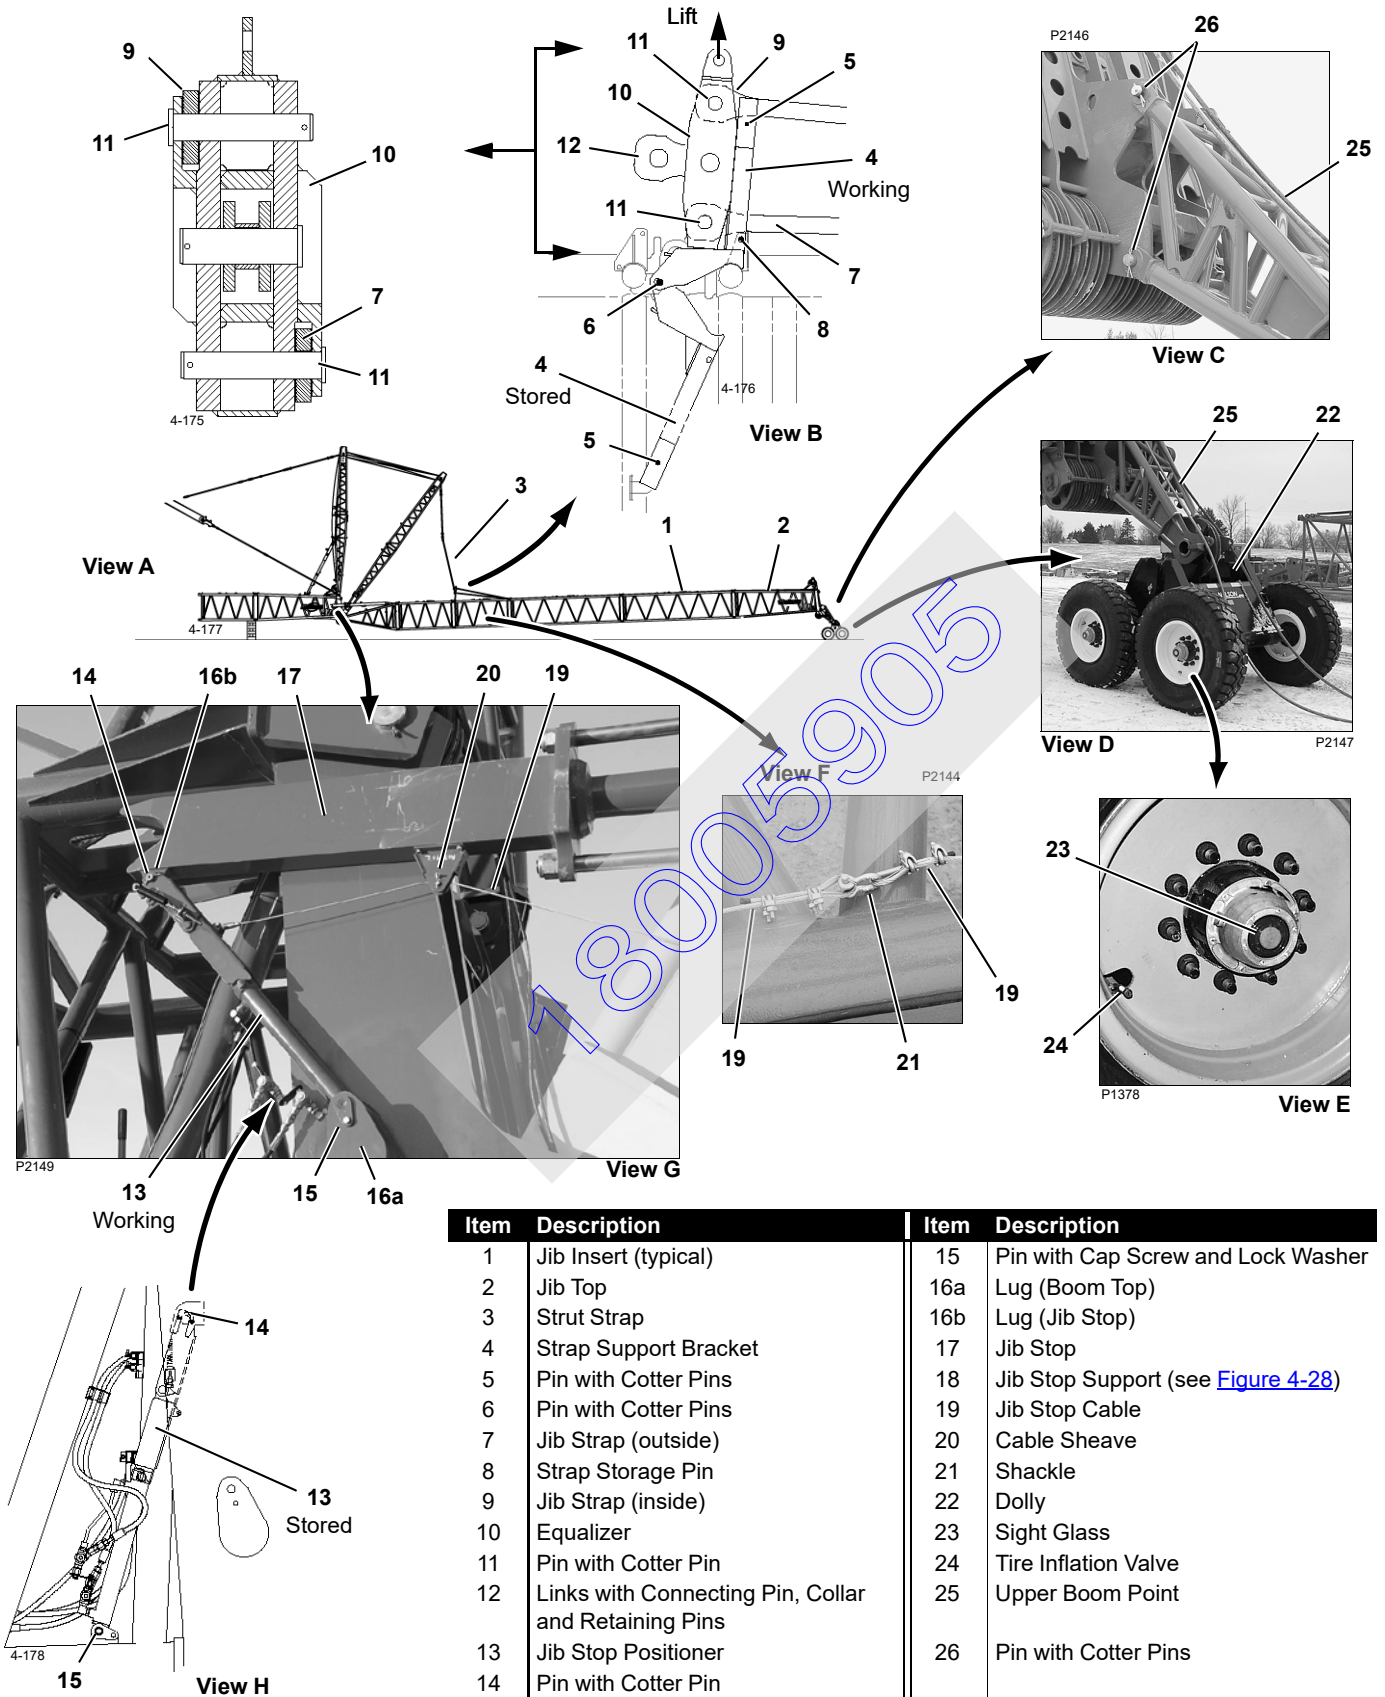 Lift
9
11
10
7
11
4-175
11
9
5
10
12
4
Working
11
7
6
8
4
Stored
5
4-176
View B
P2146
26
25
View C
View A
3
1
2
4-177
25
22
View D
P2147
14
16b
17
20
19
P2149
View G
13
Working
15
16a
View F
P2144
19
21
19
23
24
P1378
View E
18005905
14
13
Stored
4-178
15
View H
Item Description Item Description
1 Jib Insert (typical) 15 Pin with Cap Screw and Lock Washer
2 Jib Top 16a Lug (Boom Top)
3 Strut Strap 16b Lug (Jib Stop)
4 Strap Support Bracket 17 Jib Stop
5 Pin with Cotter Pins 18 Jib Stop Support (see Figure 4-28)
6 Pin with Cotter Pins 19 Jib Stop Cable
7 Jib Strap (outside) 20 Cable Sheave
8 Strap Storage Pin 21 Shackle
9 Jib Strap (inside) 22 Dolly
10 Equalizer 23 Sight Glass
11 Pin with Cotter Pin 24 Tire Inflation Valve
12 Links with Connecting Pin, Collar 25 Upper Boom Point
and Retaining Pins
13 Jib Stop Positioner 26 Pin with Cotter Pins
14 Pin with Cotter Pin